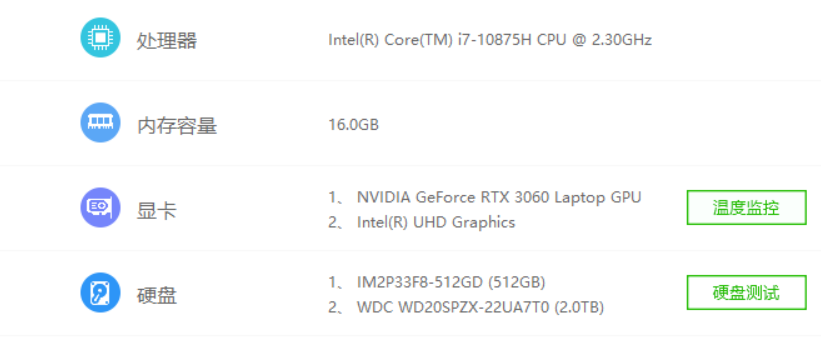 处理器
Intel(R) Core(TM) i7-10875H CPU @ 2.30GHz
内存容量
16.0GB
显卡
1、 NVIDIA GeForce RTX 3060 Laptop GPU
2、 Intel(R) UHD Graphics
温度监控
硬盘
1、 IM2P33F8-512GD (512GB)
2、 WDC WD20SPZX-22UA7T0 (2.0TB)
硬盘测试